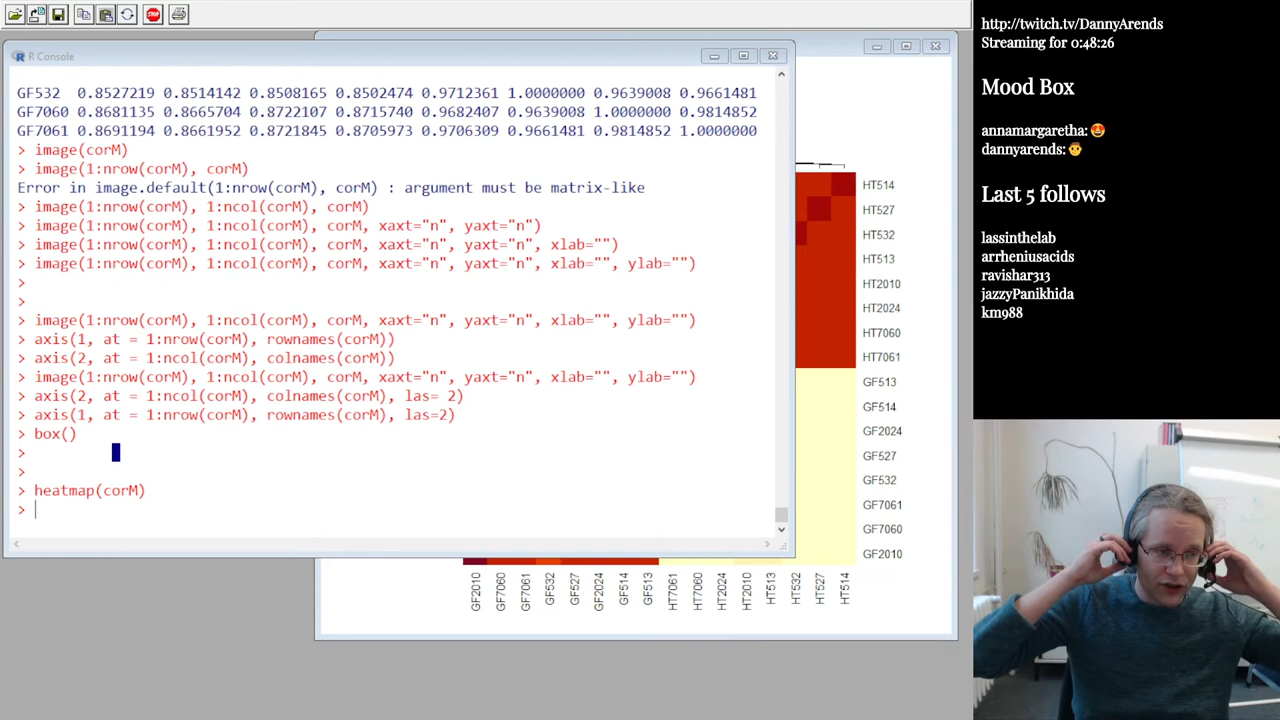 R Console
GF532  0.8527219 0.8514142 0.8508165 0.8502474 0.9712361 1.0000000 0.9639008 0.9661481
GF7060 0.8681135 0.8665704 0.8722107 0.8715740 0.9682407 0.9639008 1.0000000 0.9814852
GF7061 0.8691194 0.8661952 0.8721845 0.8705973 0.9706309 0.9661481 0.9814852 1.0000000
> image(corM)
> image(1:nrow(corM), corM)
Error in image.default(1:nrow(corM), corM) : argument must be matrix-like
> image(1:nrow(corM), 1:ncol(corM), corM)
> image(1:nrow(corM), 1:ncol(corM), corM, xaxt="n", yaxt="n")
> image(1:nrow(corM), 1:ncol(corM), corM, xaxt="n", yaxt="n", xlab="")
> image(1:nrow(corM), 1:ncol(corM), corM, xaxt="n", yaxt="n", xlab="", ylab="")
>
>
> image(1:nrow(corM), 1:ncol(corM), corM, xaxt="n", yaxt="n", xlab="", ylab="")
> axis(1, at = 1:nrow(corM), rownames(corM))
> axis(2, at = 1:ncol(corM), colnames(corM))
> image(1:nrow(corM), 1:ncol(corM), corM, xaxt="n", yaxt="n", xlab="", ylab="")
> axis(2, at = 1:ncol(corM), colnames(corM), las= 2)
> axis(1, at = 1:nrow(corM), rownames(corM), las=2)
> box()
>
>
> heatmap(corM)
>
HT514
HT527
HT532
HT513
HT2010
HT2024
HT7060
HT7061
GF513
GF514
GF2024
GF527
GF532
GF7061
GF7060
GF2010
GF2010
GF7060
GF7061
GF532
GF527
GF2024
GF514
GF513
HT7061
HT7060
HT2024
HT2010
HT513
HT532
HT527
HT514
http://twitch.tv/DannyArends
Streaming for 0:48:26
Mood Box
annamargaretha: 😍
dannyarends: 👨
Last 5 follows
lassinthelab
arrheniusacids
ravishar313
jazzyPanikhida
km988
STOP